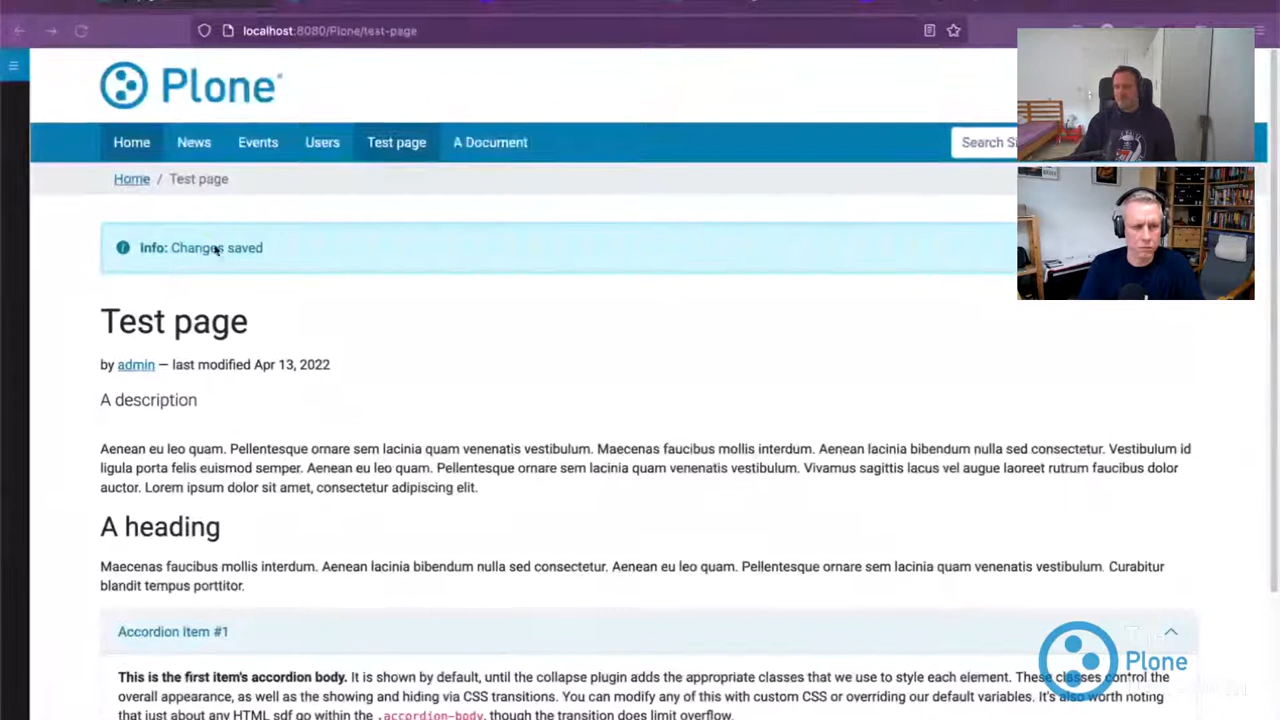 localhost:8080/Plone/test-page
Plone
Home News Events Users Test page A Document
Search
Home / Test page
Info: Changes saved
Test page
by admin — last modified Apr 13, 2022
A description
Aenean eu leo quam. Pellentesque ornare sem lacinia quam venenatis vestibulum. Maecenas faucibus mollis interdum. Aenean lacinia bibendum nulla sed consectetur. Vestibulum id
ligula porta felis euismod semper. Aenean eu leo quam. Pellentesque ornare sem lacinia quam venenatis vestibulum. Vivamus sagittis lacus vel augue laoreet rutrum faucibus dolor
auctor. Lorem ipsum dolor sit amet, consectetur adipiscing elit.
A heading
Maecenas faucibus mollis interdum. Aenean lacinia bibendum nulla sed consectetur. Aenean eu leo quam. Pellentesque ornare sem lacinia quam venenatis vestibulum. Curabitur
blandit tempus porttitor.
Accordion Item #1
Plone
This is the first item's accordion body. It is shown by default, until the collapse plugin adds the appropriate classes that we use to style each element. These classes control the
overall appearance, as well as the showing and hiding via CSS transitions. You can modify any of this with custom CSS or overriding our default variables. It's also worth noting
that just about any HTML sdf go within the .accordion-body, though the transition does limit overflow.